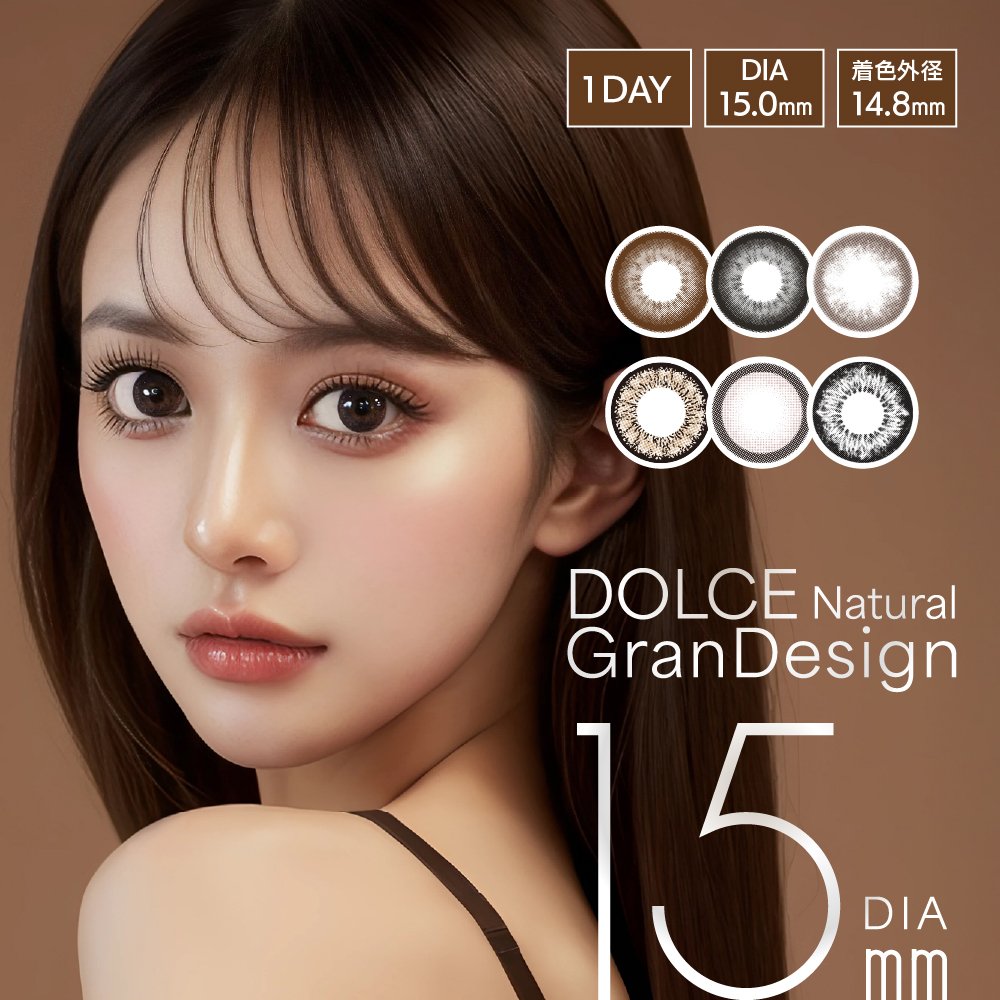 1DAY
DIA
15.0mm
着色外径
14.8mm
DOLCE Natural
GranDesign
15
DIA
mm